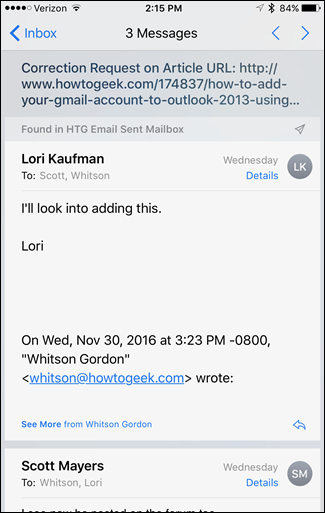 Verizon 2:15 PM 84%
Inbox 3 Messages
Correction Request on Article URL: http://
www.howtogeek.com/174837/how-to-add-
your-gmail-account-to-outlook-2013-using...
Found in HTG Email Sent Mailbox
Lori Kaufman Wednesday
To: Scott, Whitson Details
LK
I'll look into adding this.
Lori
On Wed, Nov 30, 2016 at 3:23 PM -0800,
"Whitson Gordon"
<whitson@howtogeek.com> wrote:
See More from Whitson Gordon
Scott Mayers Wednesday
To: Whitson, Lori Details
SM